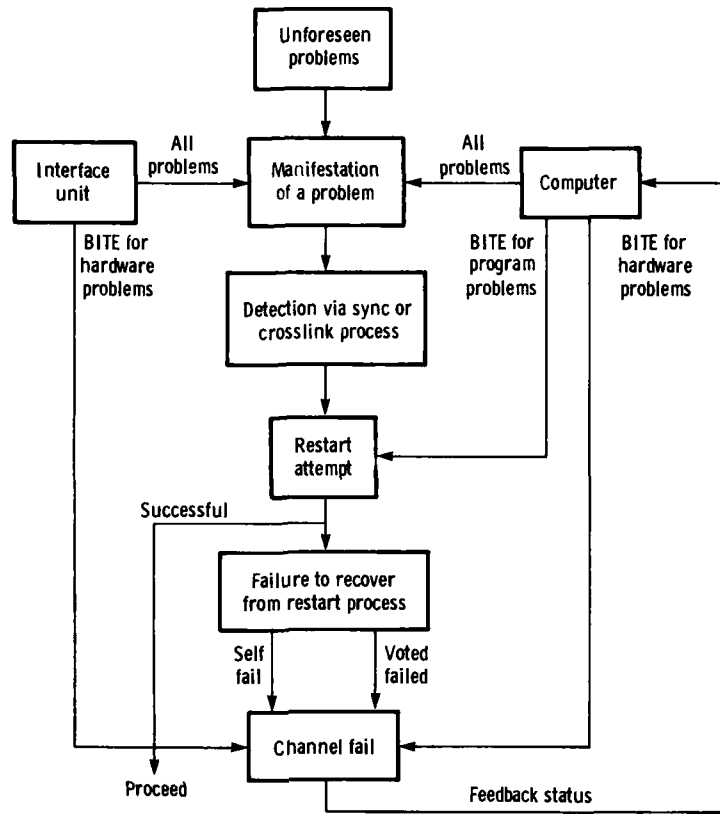 Unforeseen
problems
All
problems
All
problems
Interface
unit
Manifestation
of a problem
Computer
BITE for
hardware
problems
BITE for
program
problems
BITE for
hardware
problems
Detection via sync or
crosslink process
Restart
attempt
Successful
Failure to recover
from restart process
Self
fail
Voted
failed
Channel fail
Proceed
Feedback status